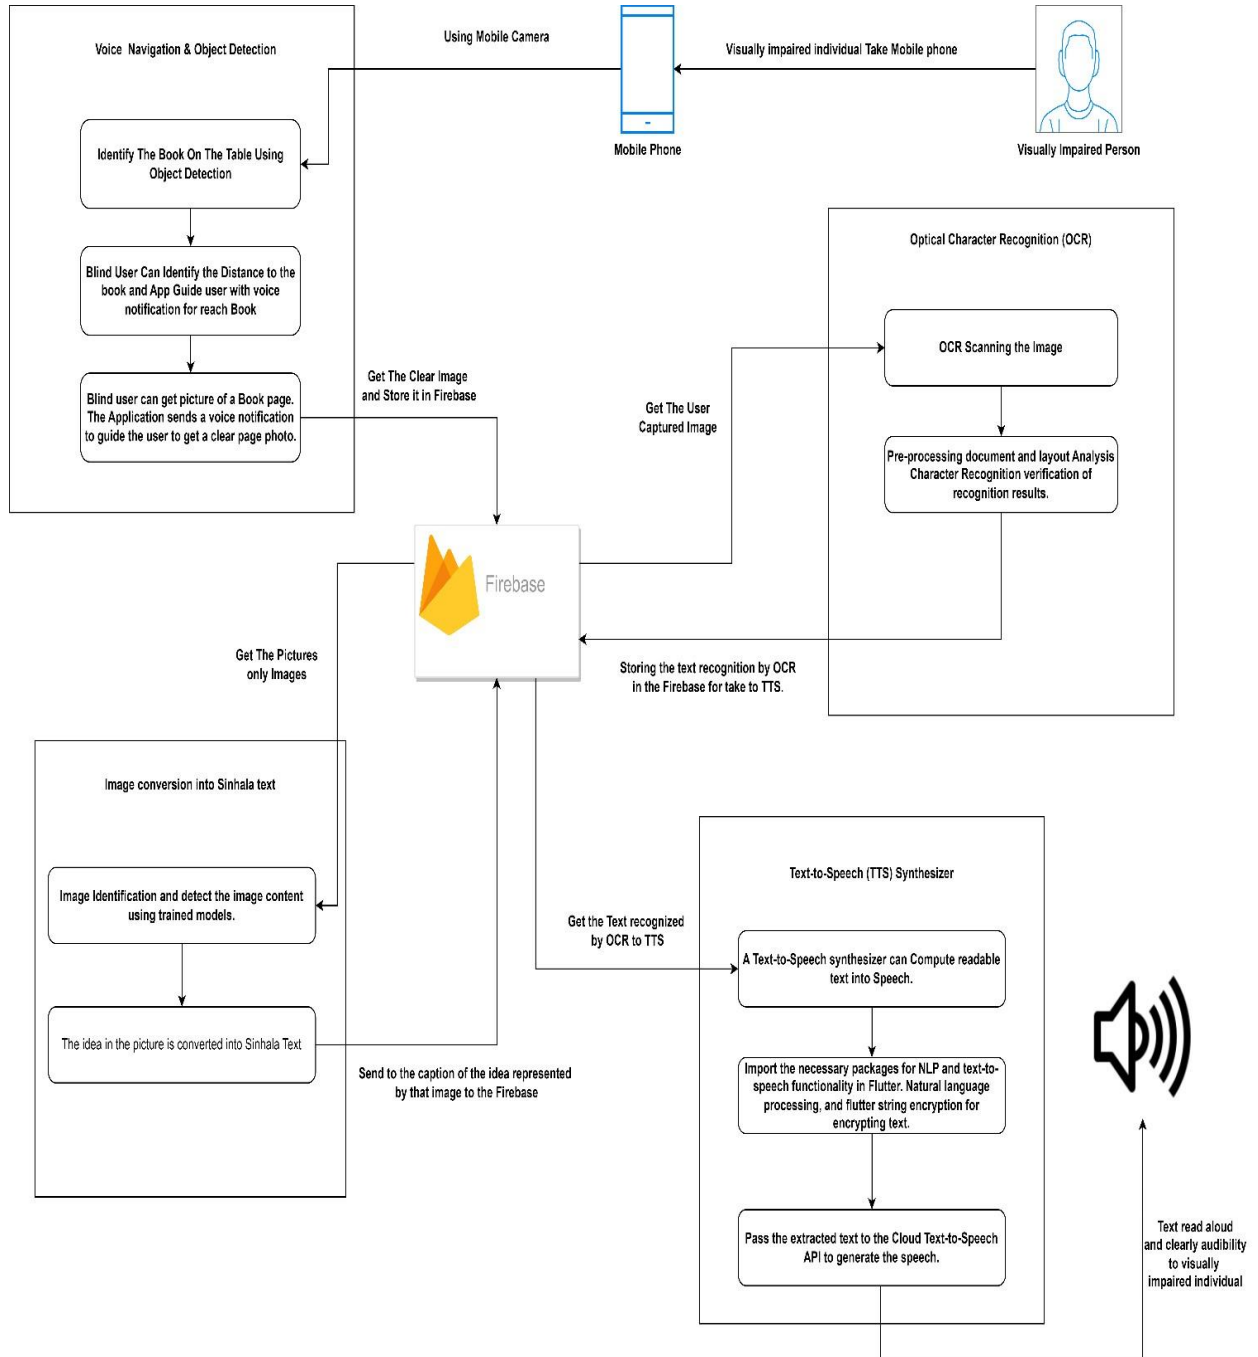 Voice Navigation & Object Detection
Using Mobile Camera
Visually impaired individual Take Mobile phone
Mobile Phone
Visually Impaired Person
Identify The Book On The Table Using
Object Detection
Blind User Can Identify the Distance to the
book and App Guide user with voice
notification for reach Book
Blind user can get picture of a Book page.
The Application sends a voice notification
to guide the user to get a clear page photo.
Get The Clear Image
and Store it in Firebase
Optical Character Recognition (OCR)
OCR Scanning the Image
Get The User
Captured Image
Pre-processing document and layout Analysis
Character Recognition verification of
recognition results.
Firebase
Storing the text recognition by OCR
in the Firebase for take to TTS.
Get The Pictures
only Images
Image conversion into Sinhala text
Image Identification and detect the image content
using trained models.
The idea in the picture is converted into Sinhala Text
Send to the caption of the idea represented
by that image to the Firebase
Get the Text recognized
by OCR to TTS
Text-to-Speech (TTS) Synthesizer
A Text-to-Speech synthesizer can Compute readable
text into Speech.
Import the necessary packages for NLP and text-to-
speech functionality in Flutter. Natural language
processing, and flutter string encryption for
encrypting text.
Pass the extracted text to the Cloud Text-to-Speech
API to generate the speech.
Text read aloud
and clearly audibility
to visually
impaired individual